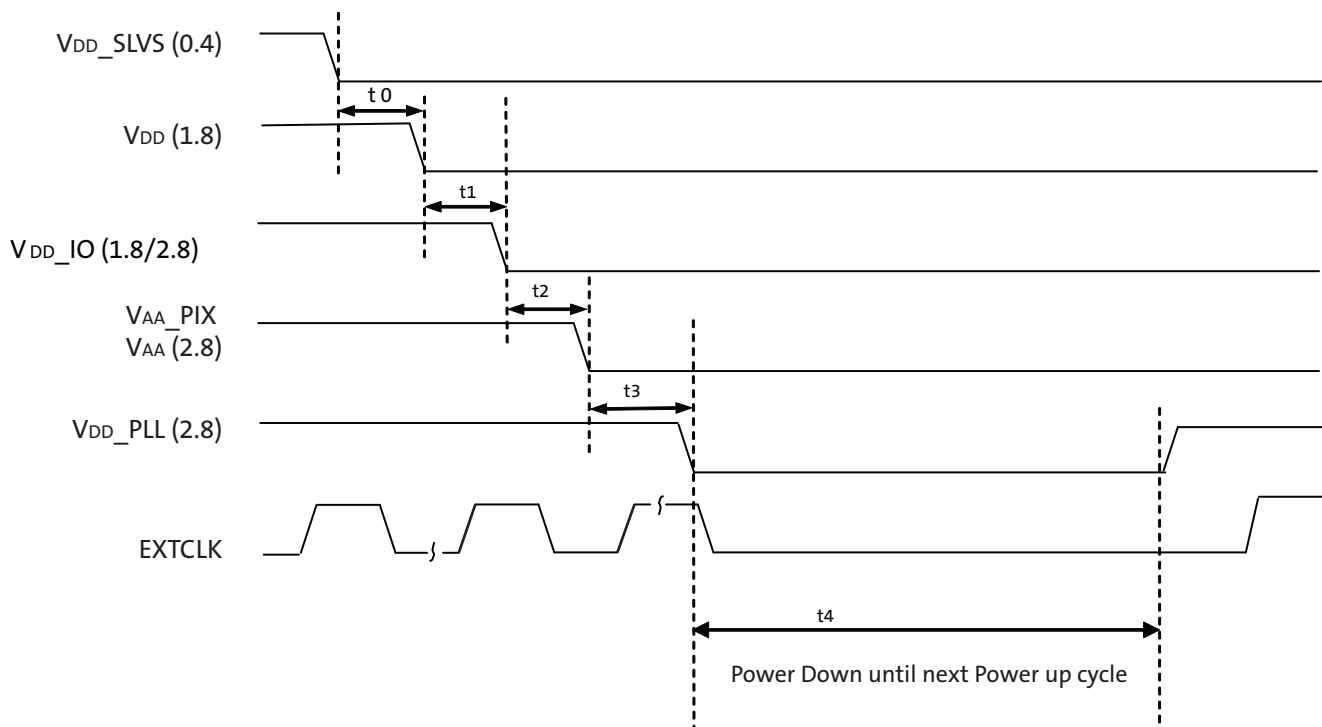 VDD_SLVS (0.4)
t 0
VDD (1.8)
t1
VDD_IO (1.8/2.8)
t2
VAA_PIX
VAA (2.8)
t3
VDD_PLL (2.8)
EXTCLK
t4
Power Down until next Power up cycle